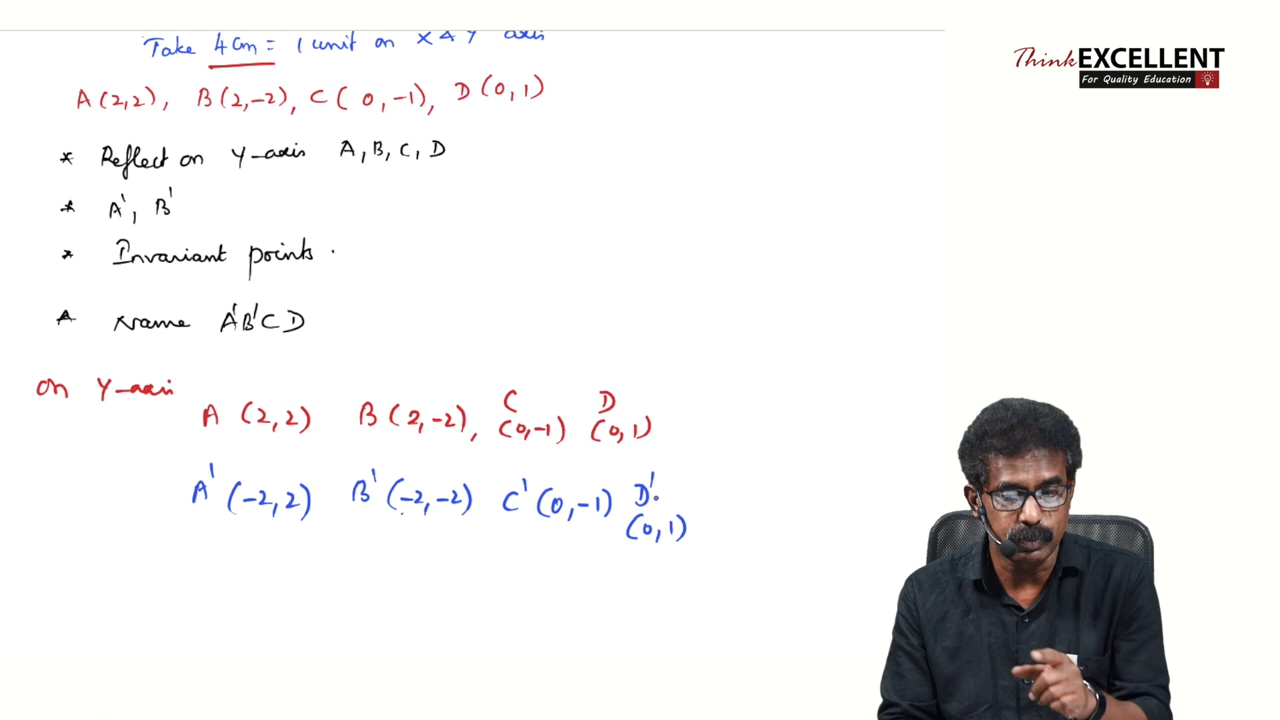 Take 4cm = 1 unit on X & Y axis
ThinkEXCELLENT
For Quality Education
A(2,2), B(2,-2), C(0,-1), D(0,1)
* Reflect on Y-axis A, B, C, D
* A', B'
* Invariant points.
* Name A'B'CD
On Y-axis
A (2,2) B(2,-2), C (0,-1) D (0,1)
A' (-2,2) B' (-2,-2) C' (0,-1) D' (0,1)